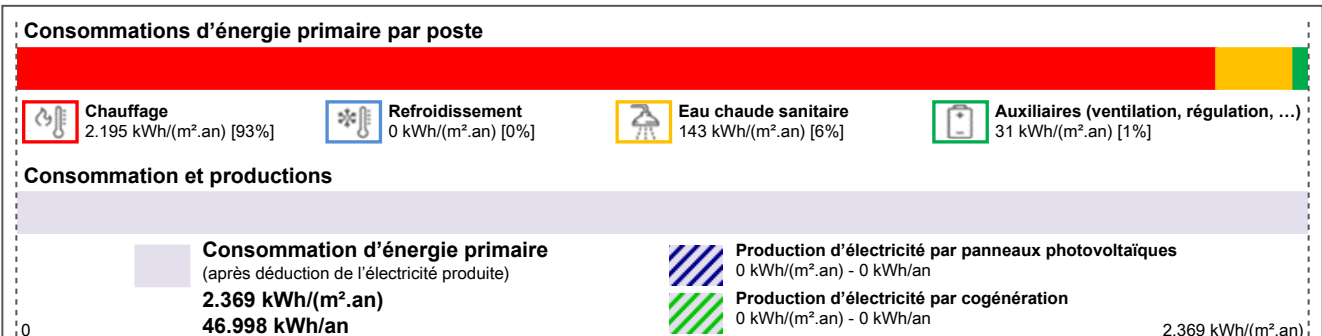 Consommations d’énergie primaire par poste
Chauffage
2.195 kWh/(m².an) [93%]
Refroidissement
0 kWh/(m².an) [0%]
Eau chaude sanitaire
143 kWh/(m².an) [6%]
Auxiliaires (ventilation, régulation, …)
31 kWh/(m².an) [1%]
Consommation et productions
Consommation d’énergie primaire
(après déduction de l’électricité produite)
2.369 kWh/(m².an)
46.998 kWh/an
Production d’électricité par panneaux photovoltaïques
0 kWh/(m².an) - 0 kWh/an
Production d’électricité par cogénération
0 kWh/(m².an) - 0 kWh/an
0
2.369 kWh/(m².an)